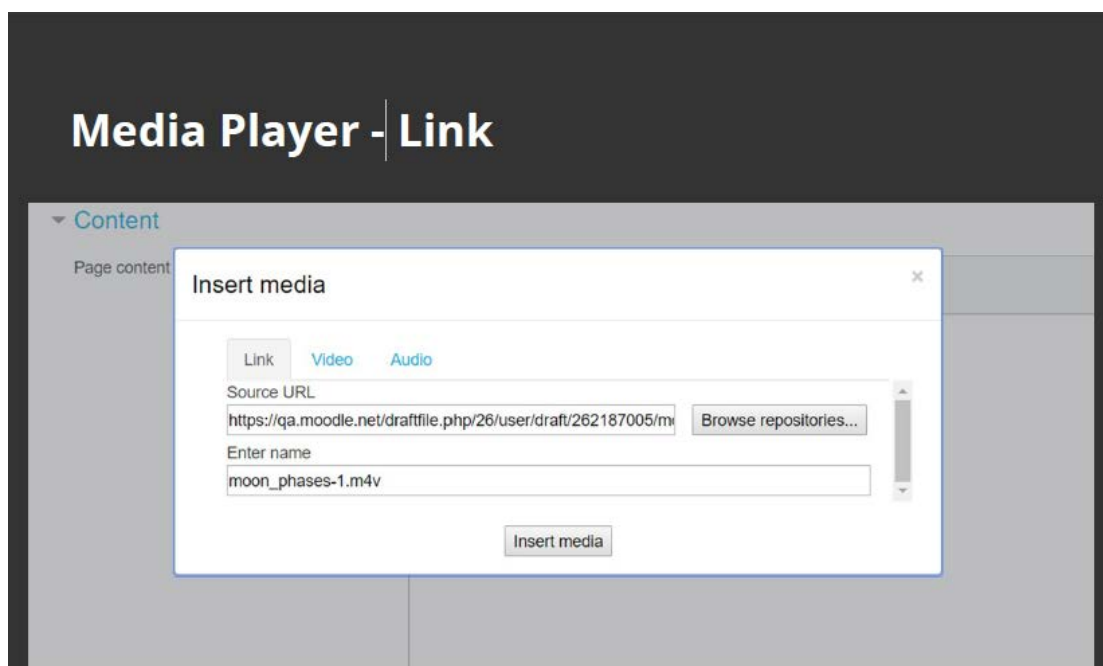 Media Player - Link
Content
Page content
Insert media
×
Link Video Audio
Source URL
https://qa.moodle.net/draftfile.php/26/user/draft/262187005/m Browse repositories...
Enter name
moon_phases-1.m4v
Insert media